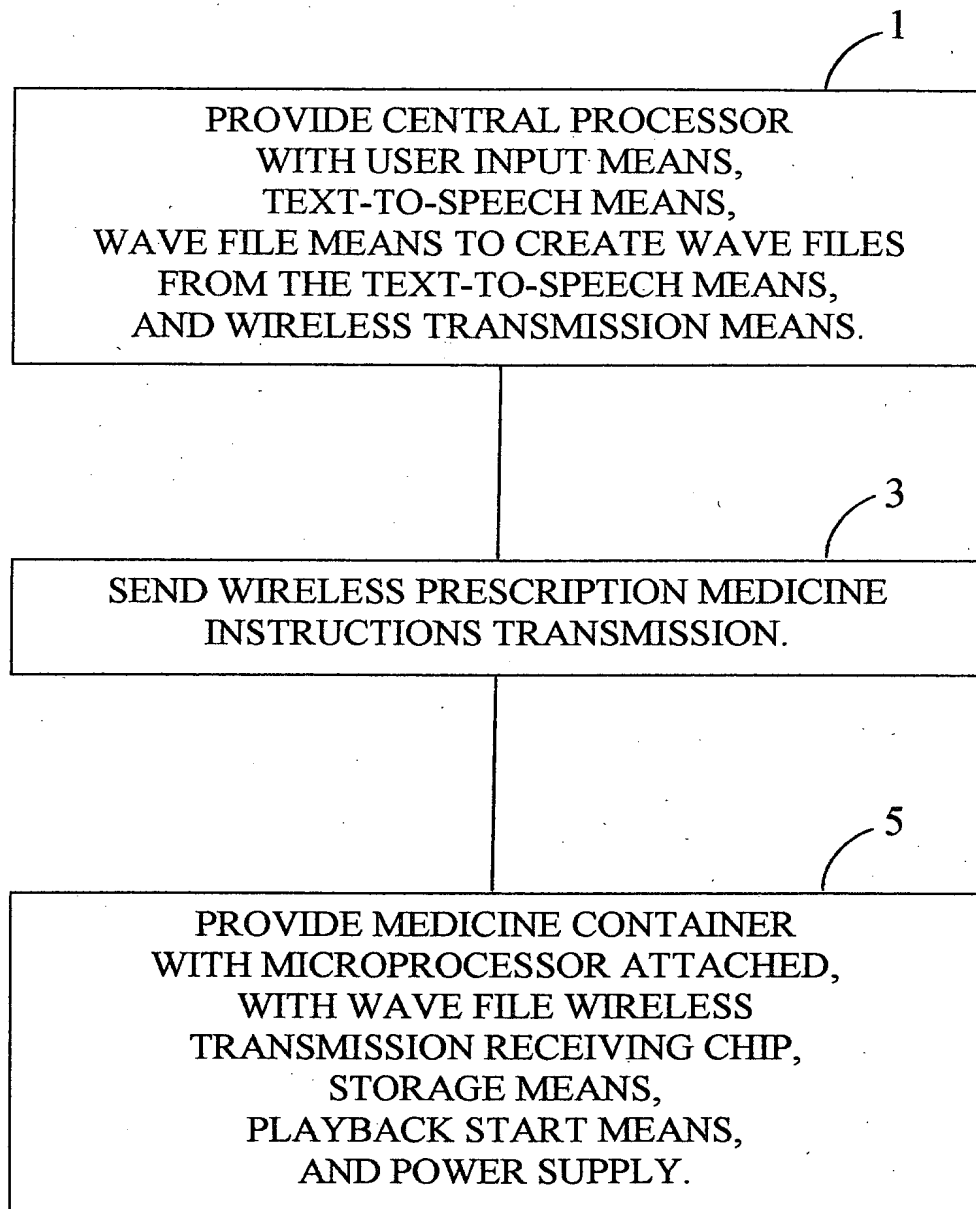 1
PROVIDE CENTRAL PROCESSOR
WITH USER INPUT MEANS,
TEXT-TO-SPEECH MEANS,
WAVE FILE MEANS TO CREATE WAVE FILES
FROM THE TEXT-TO-SPEECH MEANS,
AND WIRELESS TRANSMISSION MEANS.
3
SEND WIRELESS PRESCRIPTION MEDICINE
INSTRUCTIONS TRANSMISSION.
5
PROVIDE MEDICINE CONTAINER
WITH MICROPROCESSOR ATTACHED,
WITH WAVE FILE WIRELESS
TRANSMISSION RECEIVING CHIP,
STORAGE MEANS,
PLAYBACK START MEANS,
AND POWER SUPPLY.